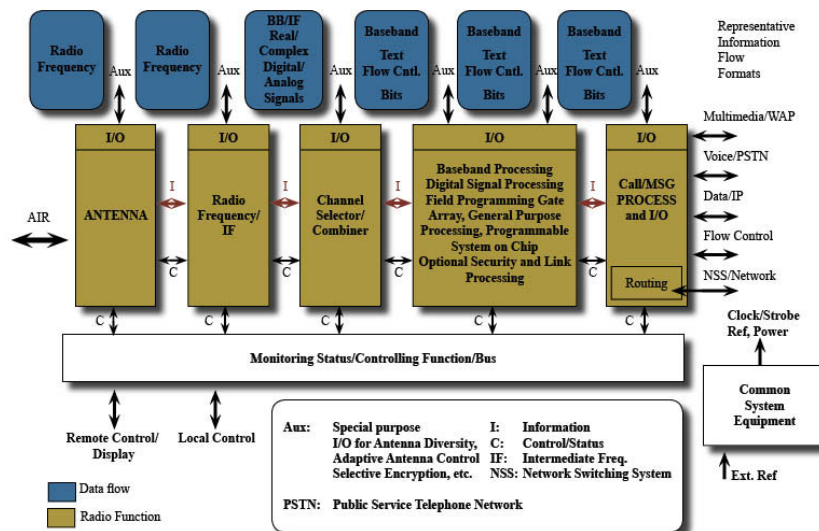 Radio
Frequency
Radio
Frequency
BB/IF
Real/
Complex
Digital/
Analog
Signals
Baseband
Text
Flow Cntl.
Bits
Baseband
Text
Flow Cntl.
Bits
Baseband
Text
Flow Cntl.
Bits
Representative
Information
Flow
Formats
Aux
Aux
Aux
Aux
Aux
Aux
I/O
I/O
I/O
I/O
I/O
Multimedia/WAP
Voice/PSTN
Data/IP
Flow Control
NSS/Network
AIR
ANTENNA
I
C
Radio
Frequency/
IF
I
C
Channel
Selector/
Combiner
I
C
Baseband Processing
Digital Signal Processing
Field Programming Gate
Array, General Purpose
Processing, Programmable
System on Chip
Optional Security and Link
Processing
I
C
Call/MSG
PROCESS
and I/O
Routing
C
C
C
C
C
Monitoring Status/Controlling Function/Bus
Clock/Strobe
Ref, Power
Common
System
Equipment
Ext. Ref
Remote Control/
Display
Local Control
Aux: Special purpose
I/O for Antenna Diversity,
Adaptive Antenna Control
Selective Encryption, etc.
I: Information
C: Control/Status
IF: Intermediate Freq.
NSS: Network Switching System
PSTN: Public Service Telephone Network
Data flow
Radio Function